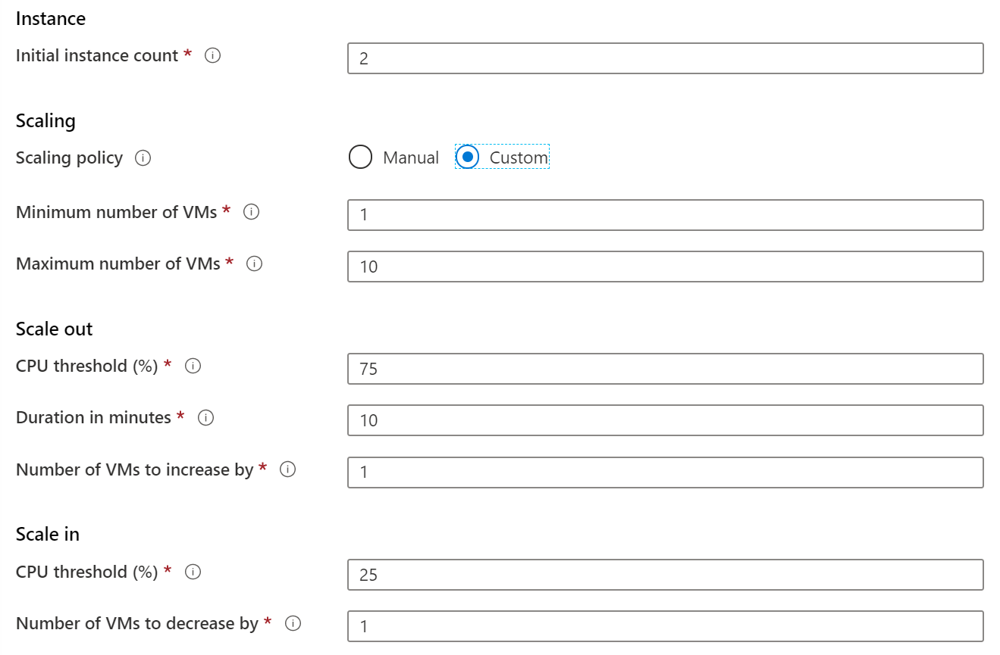 Instance
Initial instance count * 2
Scaling
Scaling policy Manual Custom
Minimum number of VMs * 1
Maximum number of VMs * 10
Scale out
CPU threshold (%) * 75
Duration in minutes * 10
Number of VMs to increase by * 1
Scale in
CPU threshold (%) * 25
Number of VMs to decrease by * 1